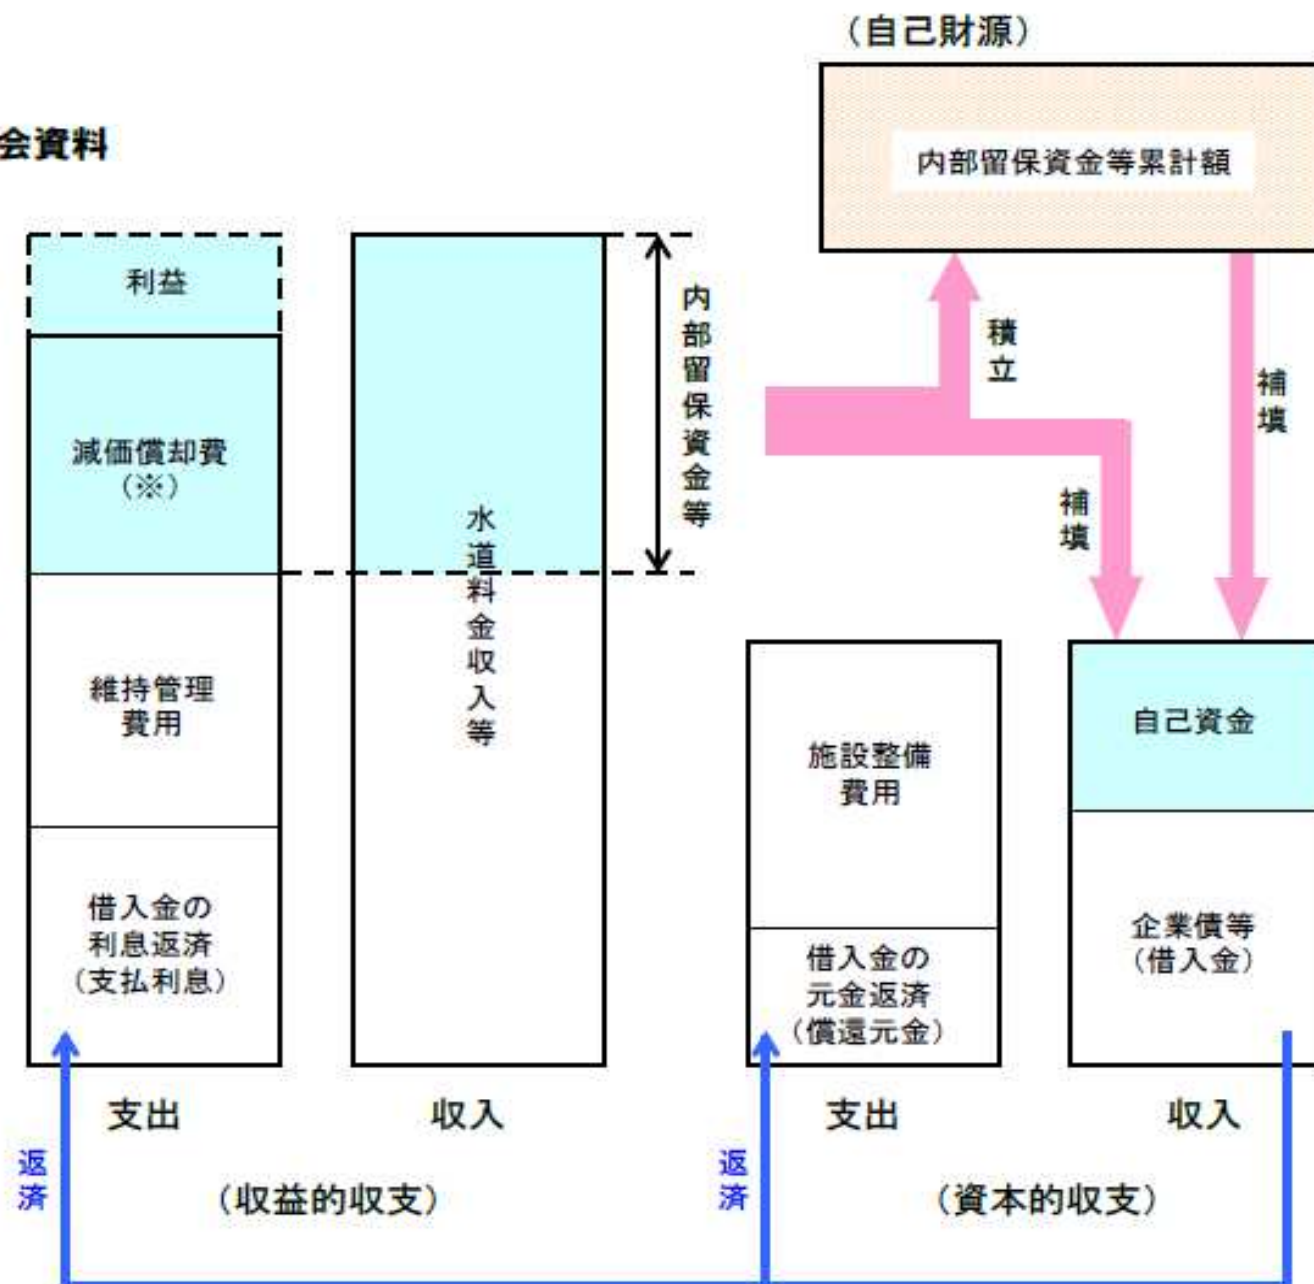 （自己財源）
内部留保資金等累計額
会資料
利益
減価償却費
（※）
維持管理
費用
借入金の
利息返済
（支払利息）
水道料金収入等
内部留保資金等
積立
補填
補填
施設整備
費用
借入金の
元金返済
（償還元金）
自己資金
企業債等
（借入金）
支出
収入
支出
収入
返済
（収益的収支）
返済
（資本的収支）